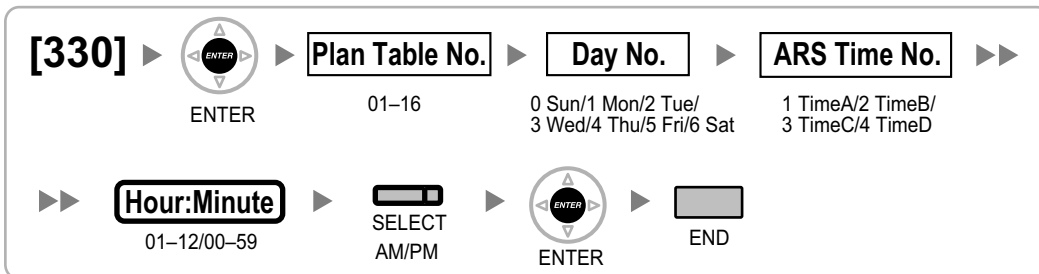 [330] ENTER Plan Table No. Day No. ARS Time No.
ENTER 01–16 0 Sun/1 Mon/2 Tue/ 1 TimeA/2 TimeB/
3 Wed/4 Thu/5 Fri/6 Sat 3 TimeC/4 TimeD
Hour:Minute ENTER
01–12/00–59 SELECT END
AM/PM ENTER